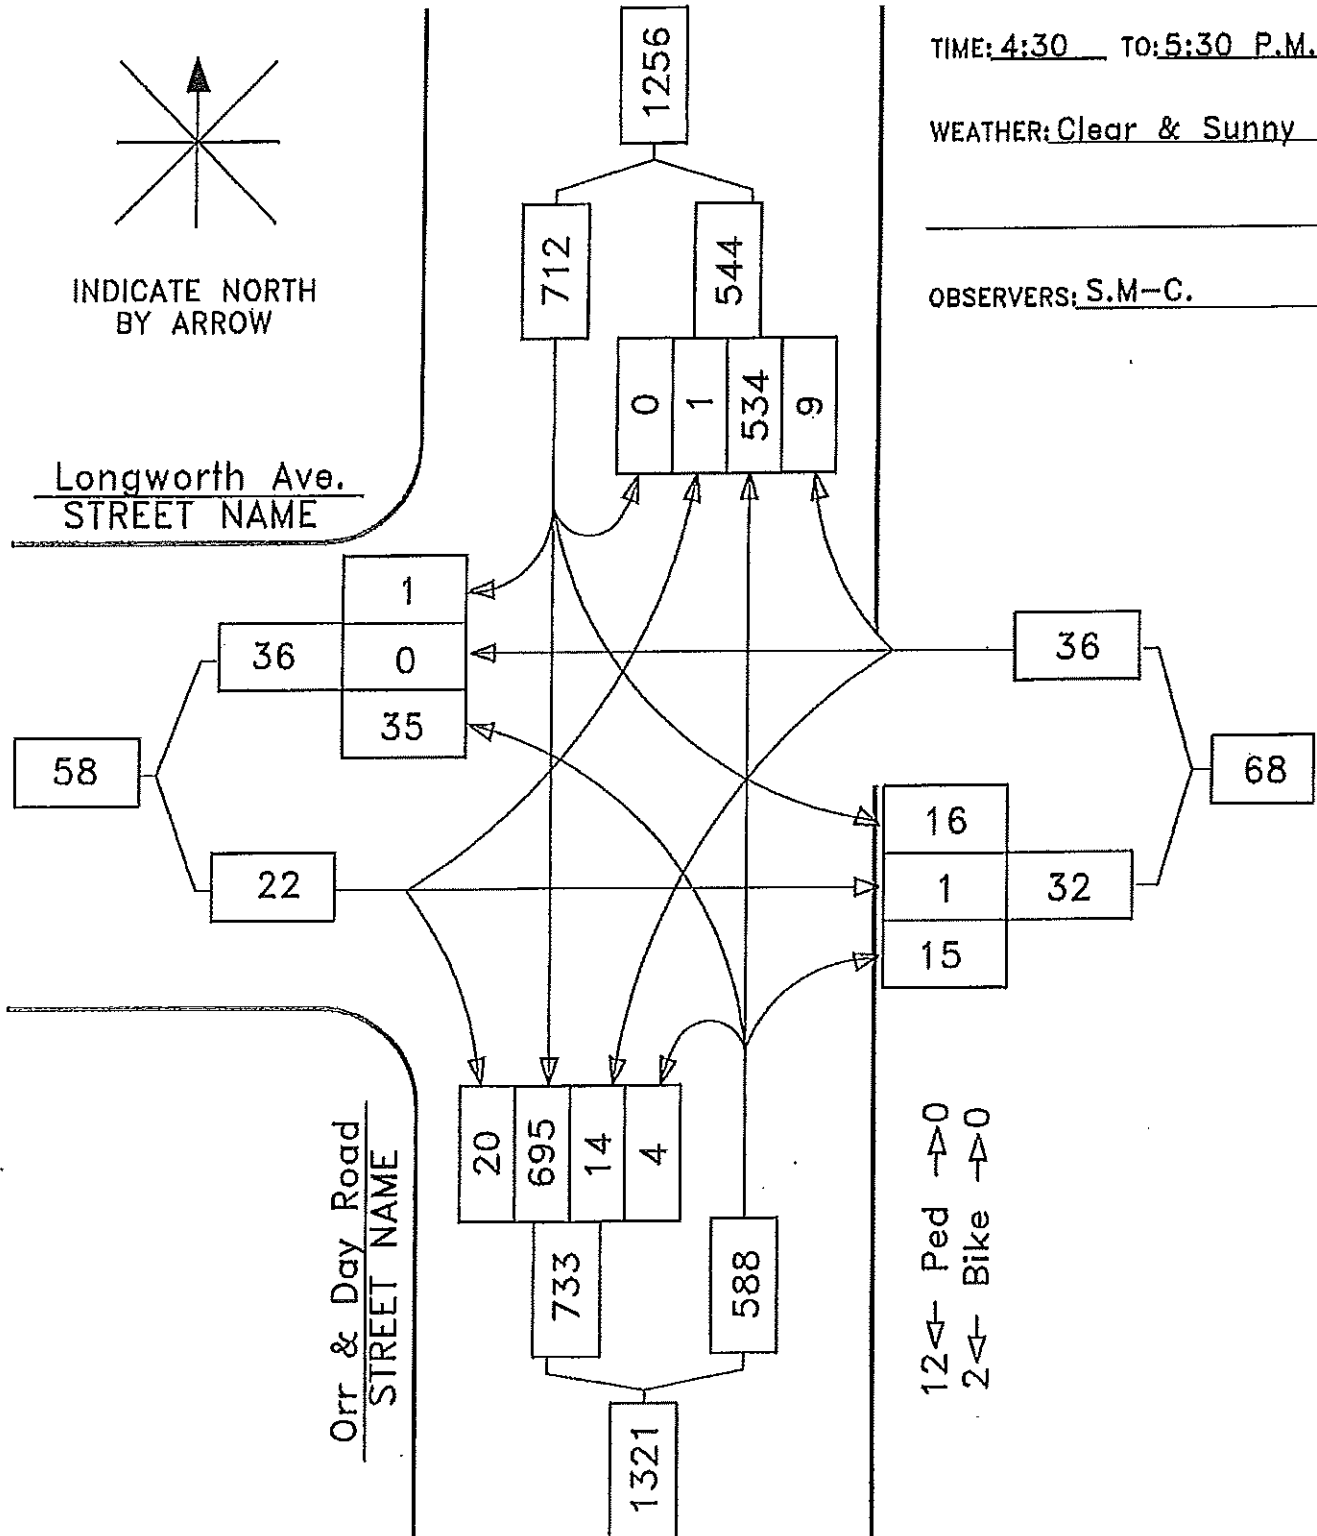 TIME: 4:30 TO: 5:30 P.M.
WEATHER: Clear & Sunny
OBSERVERS: S.M-C.
INDICATE NORTH
BY ARROW
1256
712
544
0
1
534
9
Longworth Ave.
STREET NAME
1
36
0
35
58
22
36
68
16
1
32
15
20
695
14
4
733
588
1321
Orr & Day Road
STREET NAME
12 Ped 0
2 Bike 0